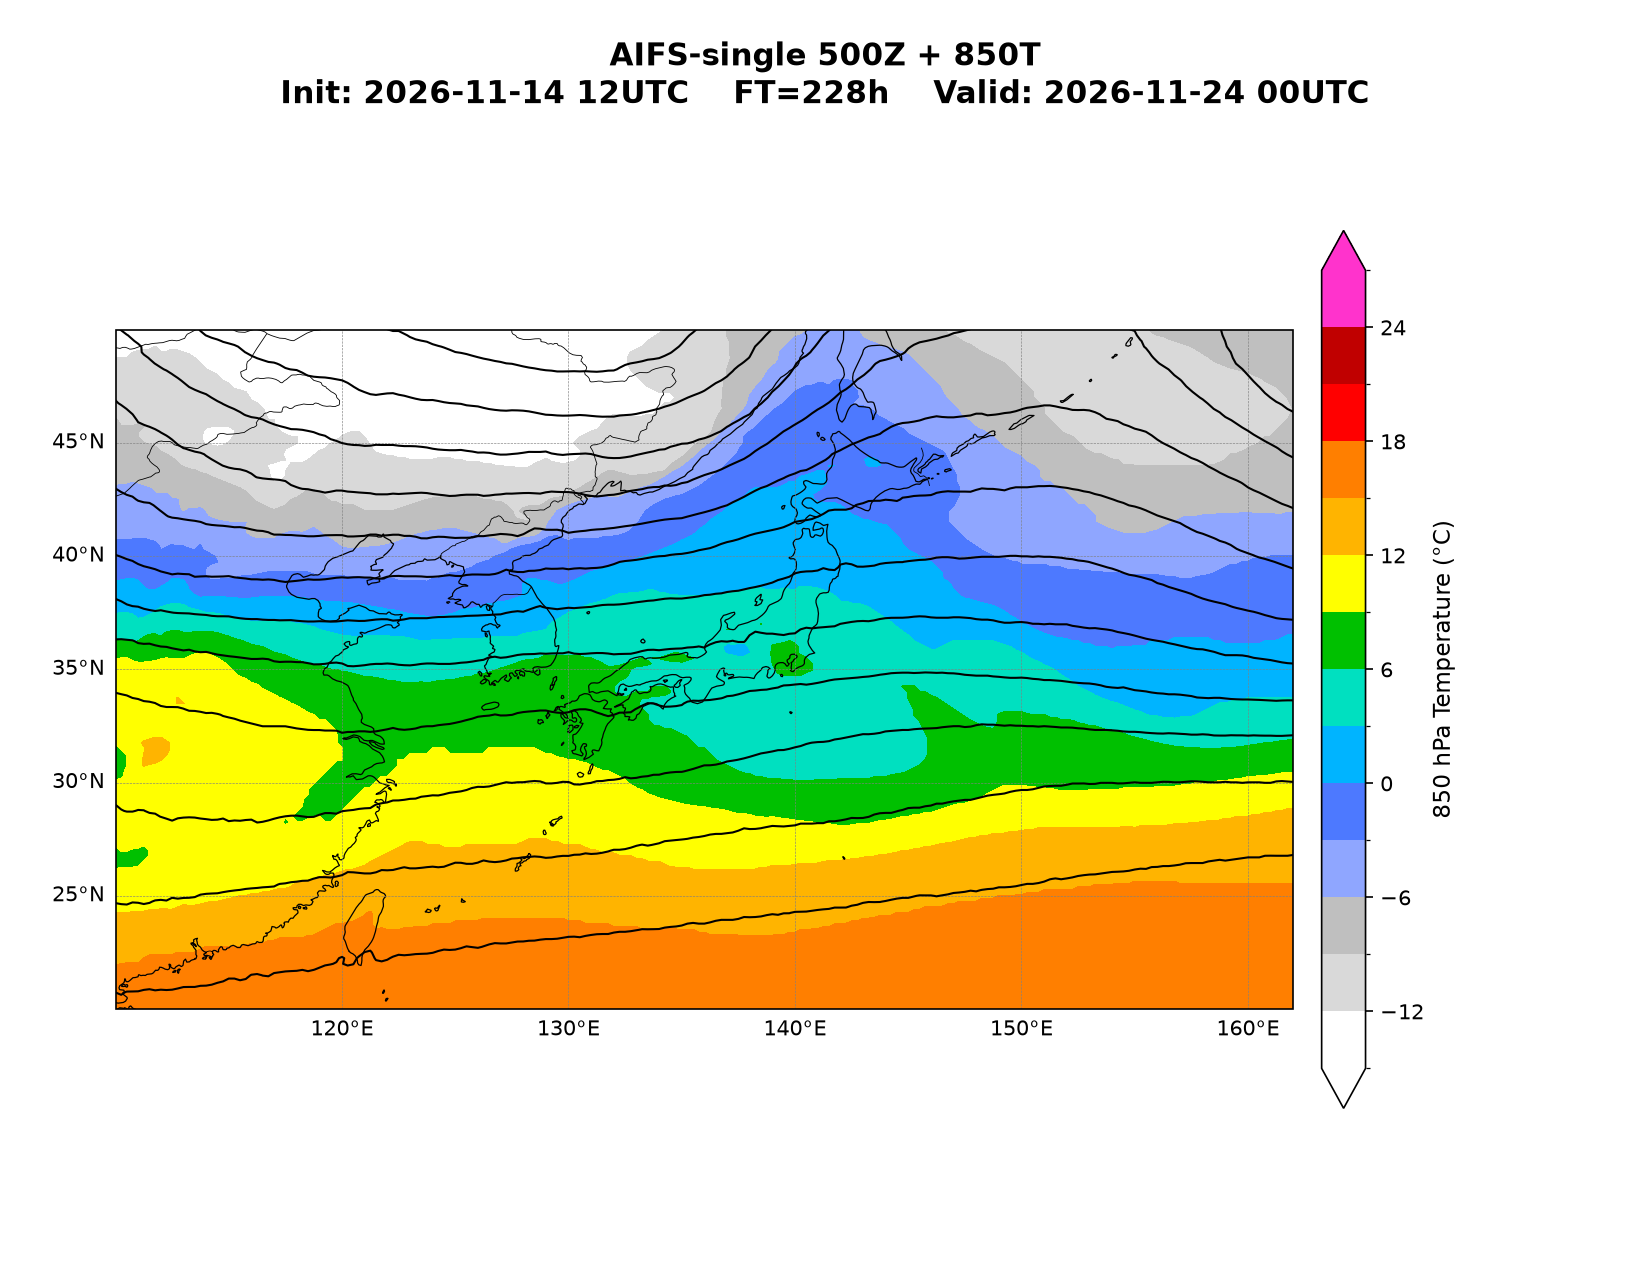 AIFS-single 500Z + 850T
Init: 2026-11-14 12UTC    FT=228h    Valid: 2026-11-24 00UTC
45°N
40°N
35°N
30°N
25°N
120°E
130°E
140°E
150°E
160°E
24
18
12
6
0
−6
−12
850 hPa Temperature (°C)